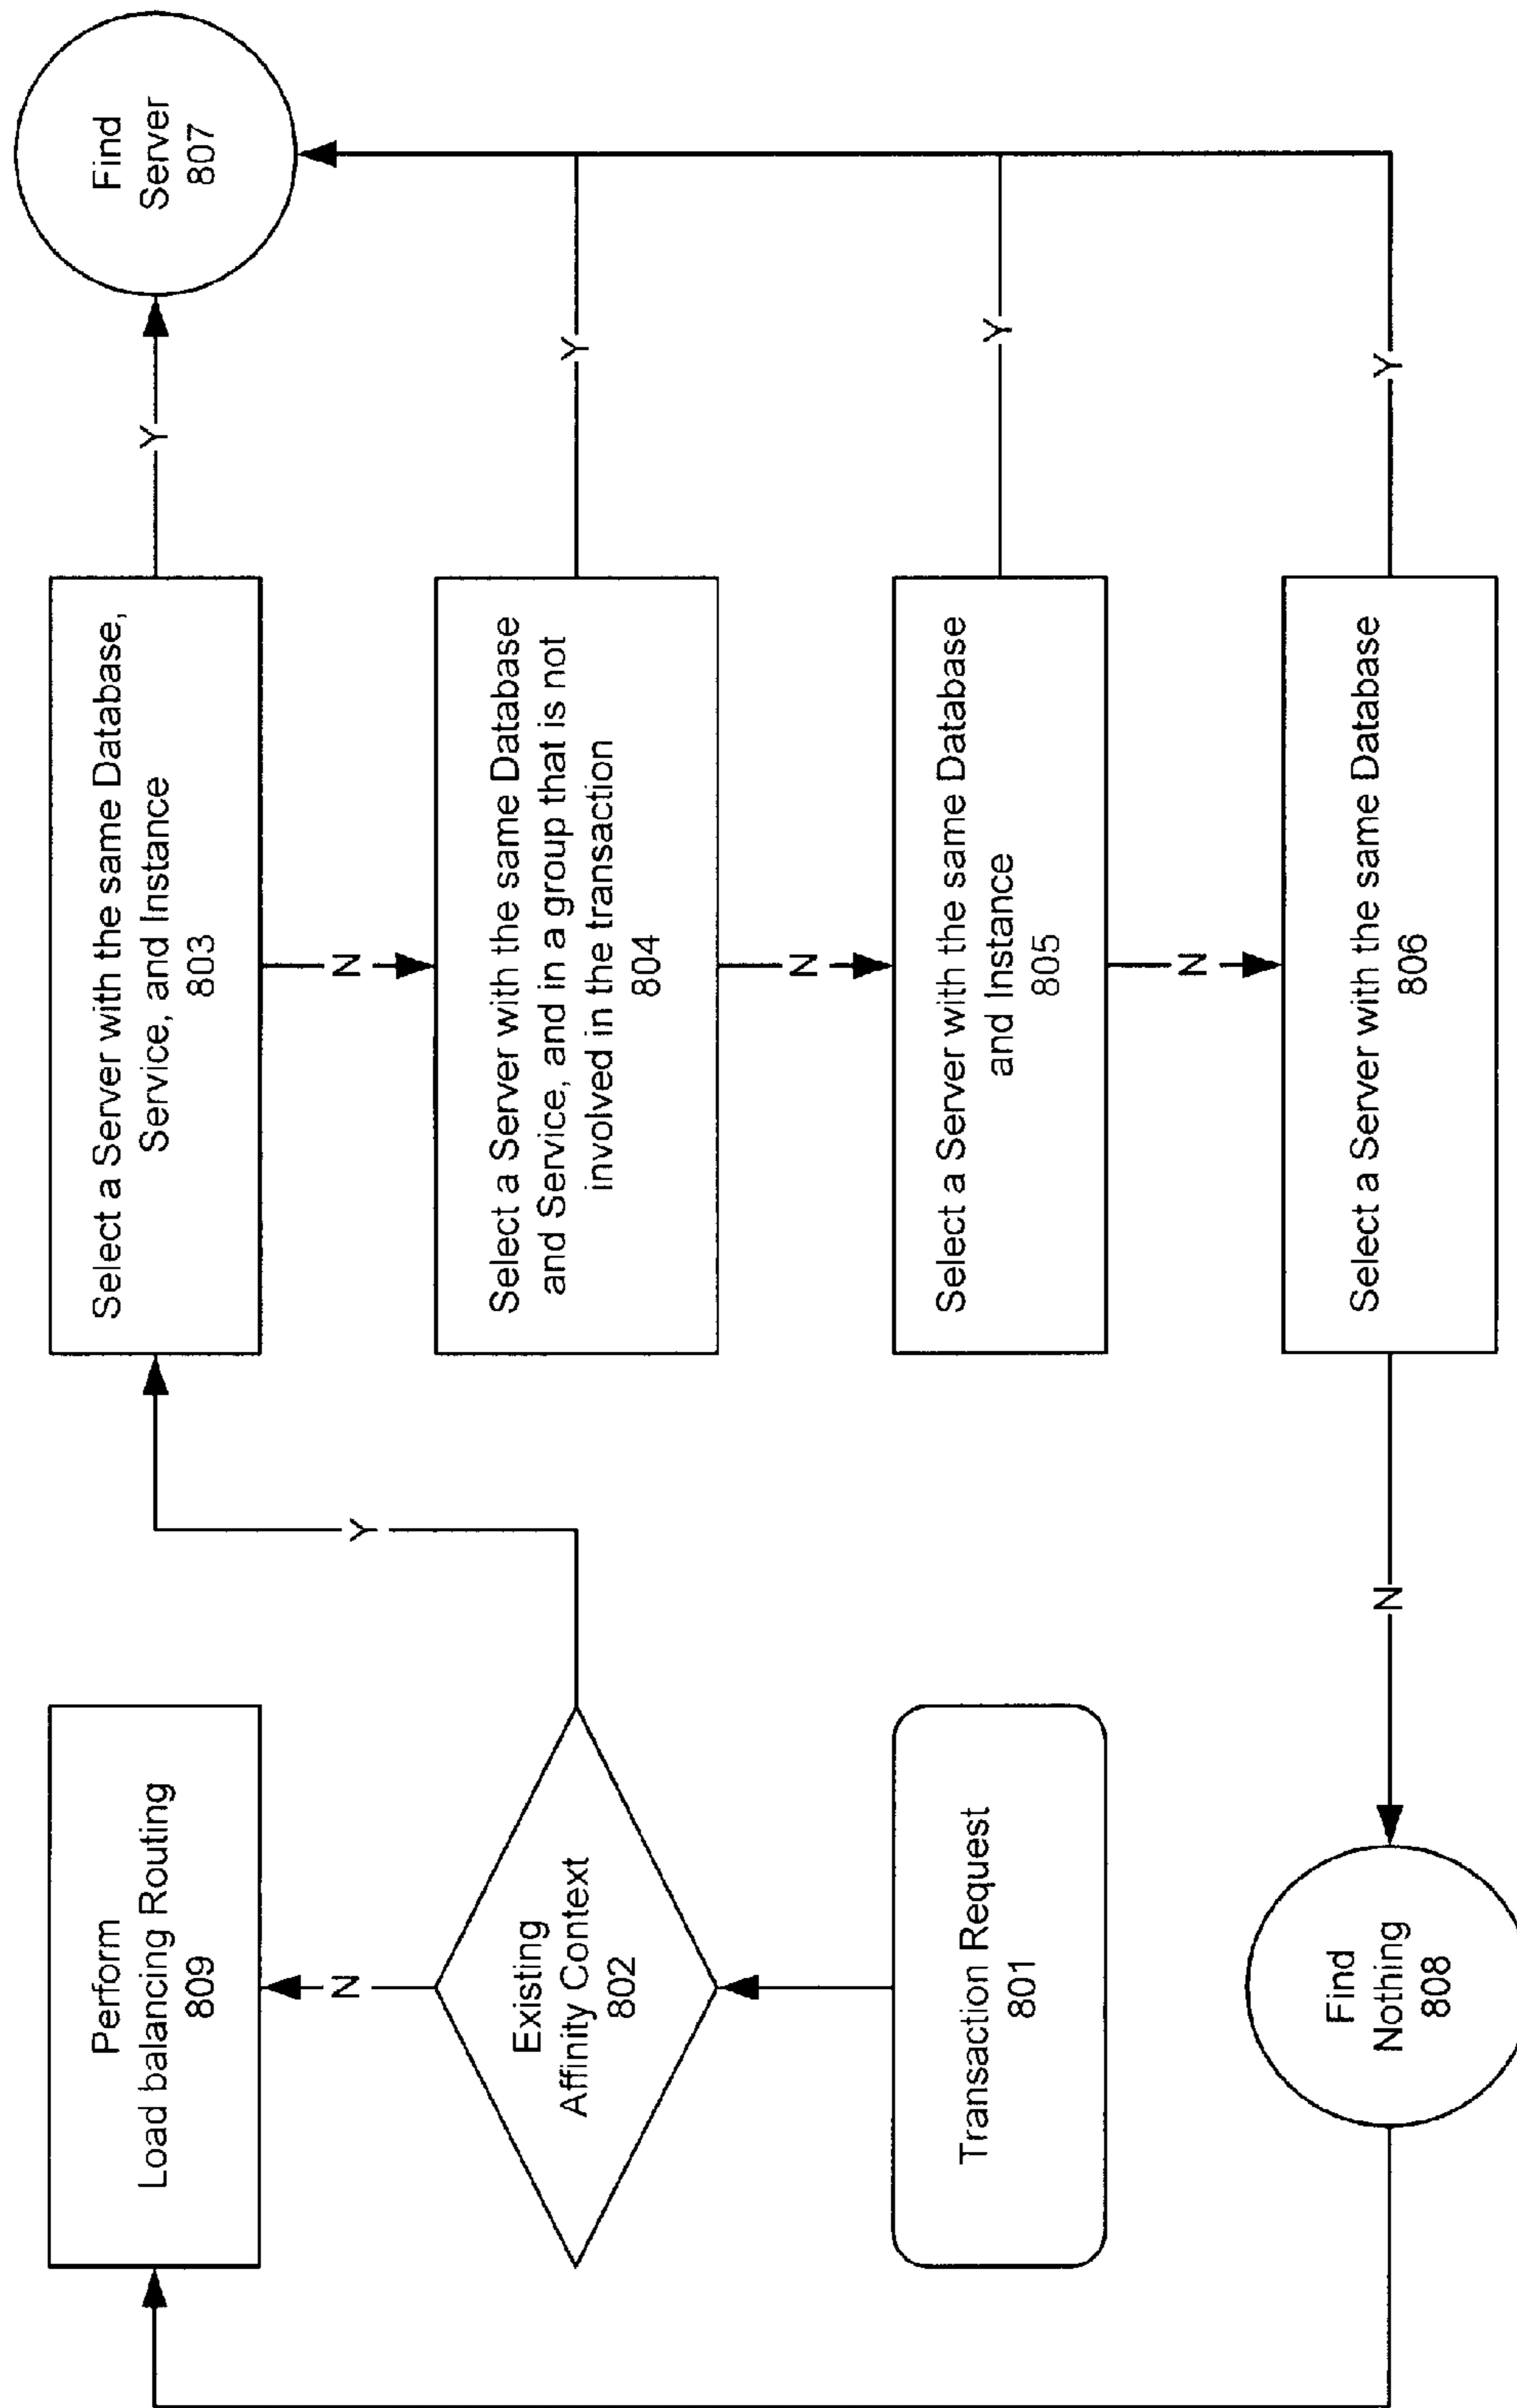 Perform
Load balancing Routing
809
N
Existing
Affinity Context
802
Y
Transaction Request
801
Find
Nothing
808
N
Select a Server with the same Database,
Service, and Instance
803
Y
N
Select a Server with the same Database
and Service, and in a group that is not
involved in the transaction
804
Y
N
Select a Server with the same Database
and Instance
805
Y
N
Select a Server with the same Database
806
Y
Find
Server
807